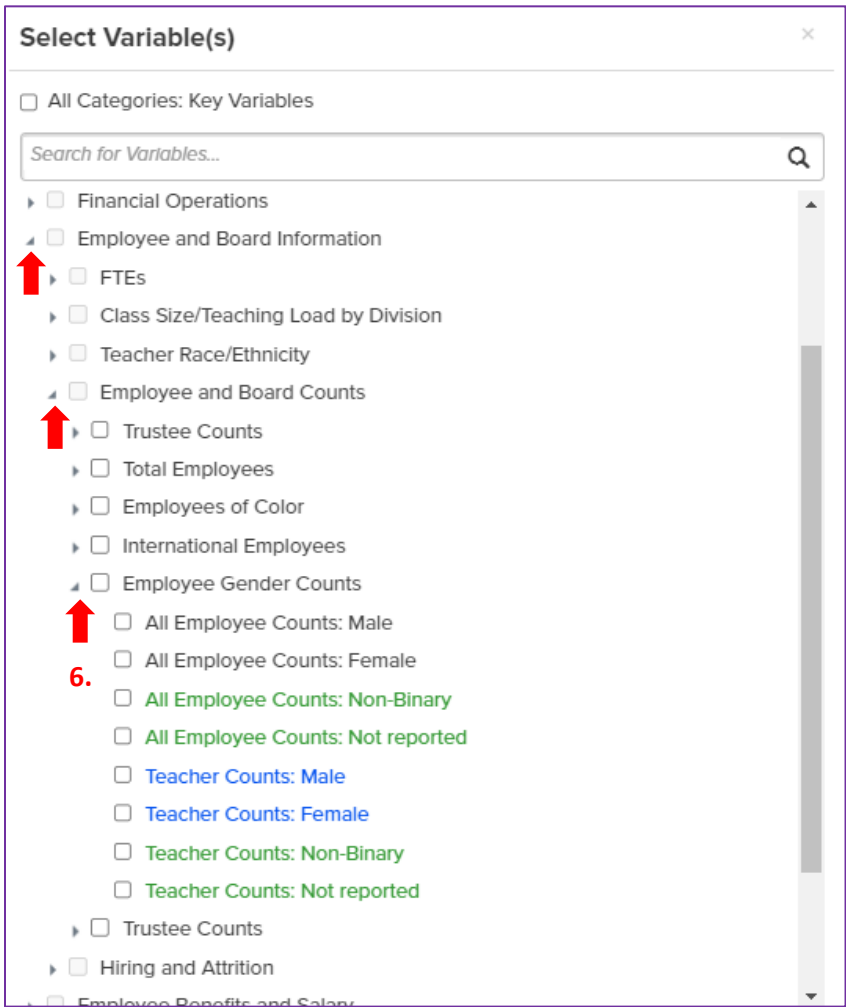 Select Variable(s)
×
All Categories: Key Variables
Search for Variables...
Financial Operations
Employee and Board Information
FTEs
Class Size/Teaching Load by Division
Teacher Race/Ethnicity
Employee and Board Counts
Trustee Counts
Total Employees
Employees of Color
International Employees
Employee Gender Counts
All Employee Counts: Male
All Employee Counts: Female
6.
All Employee Counts: Non-Binary
All Employee Counts: Not reported
Teacher Counts: Male
Teacher Counts: Female
Teacher Counts: Non-Binary
Teacher Counts: Not reported
Trustee Counts
Hiring and Attrition
Employee Benefits and Salary